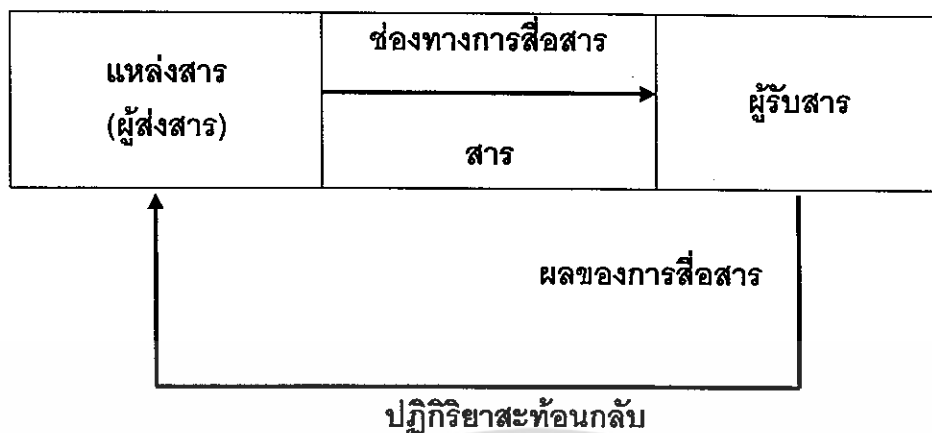 แหล่งสาร
(ผู้ส่งสาร)
ช่องทางการสื่อสาร
สาร
ผู้รับสาร
ผลของการสื่อสาร
ปฏิกิริยาสะท้อนกลับ